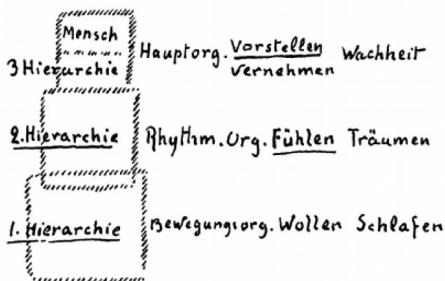 Mensch
Hauptorg. Vorstellen Wachheit
3 Hierarchie vernehmen
2. Hierarchie Rhythm. Org. Fühlen Träumen
1. Hierarchie Bewegungsorg. Wollen Schlafen